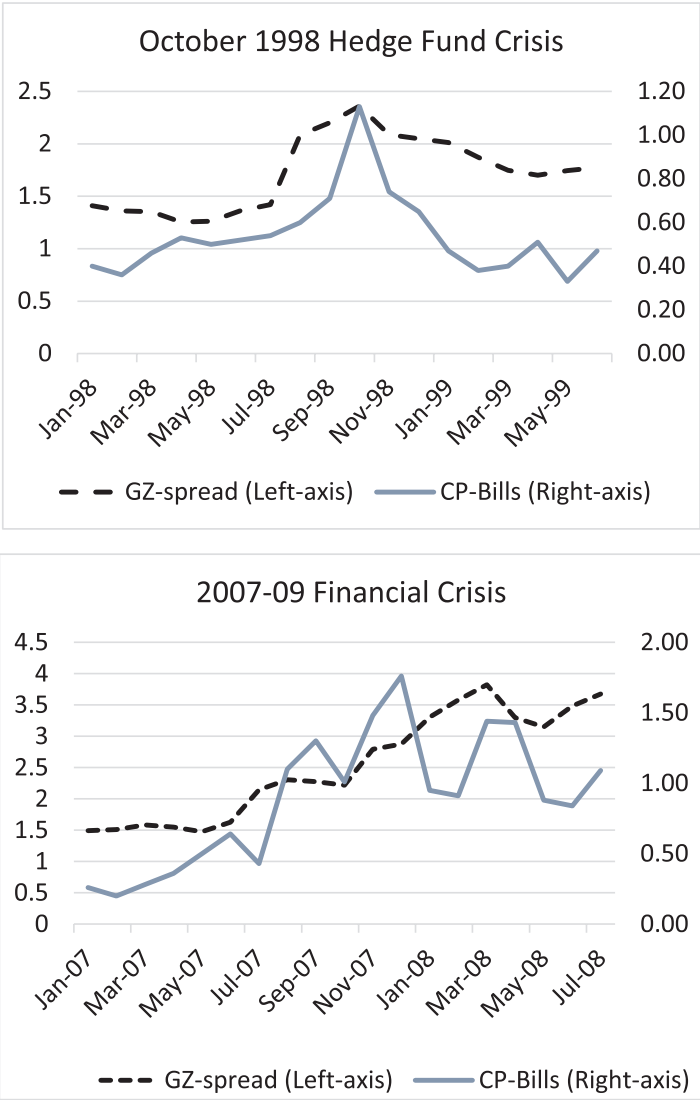 October 1998 Hedge Fund Crisis
2.5
2
1.5
1
0.5
0
1.20
1.00
0.80
0.60
0.40
0.20
0.00
Jan-98
Mar-98
May-98
Jul-98
Sep-98
Nov-98
Jan-99
Mar-99
May-99
GZ-spread (Left-axis)
CP-Bills (Right-axis)
2007-09 Financial Crisis
4.5
4
3.5
3
2.5
2
1.5
1
0.5
0
2.00
1.50
1.00
0.50
0.00
Jan-07
Mar-07
May-07
Jul-07
Sep-07
Nov-07
Jan-08
Mar-08
May-08
Jul-08
GZ-spread (Left-axis)
CP-Bills (Right-axis)